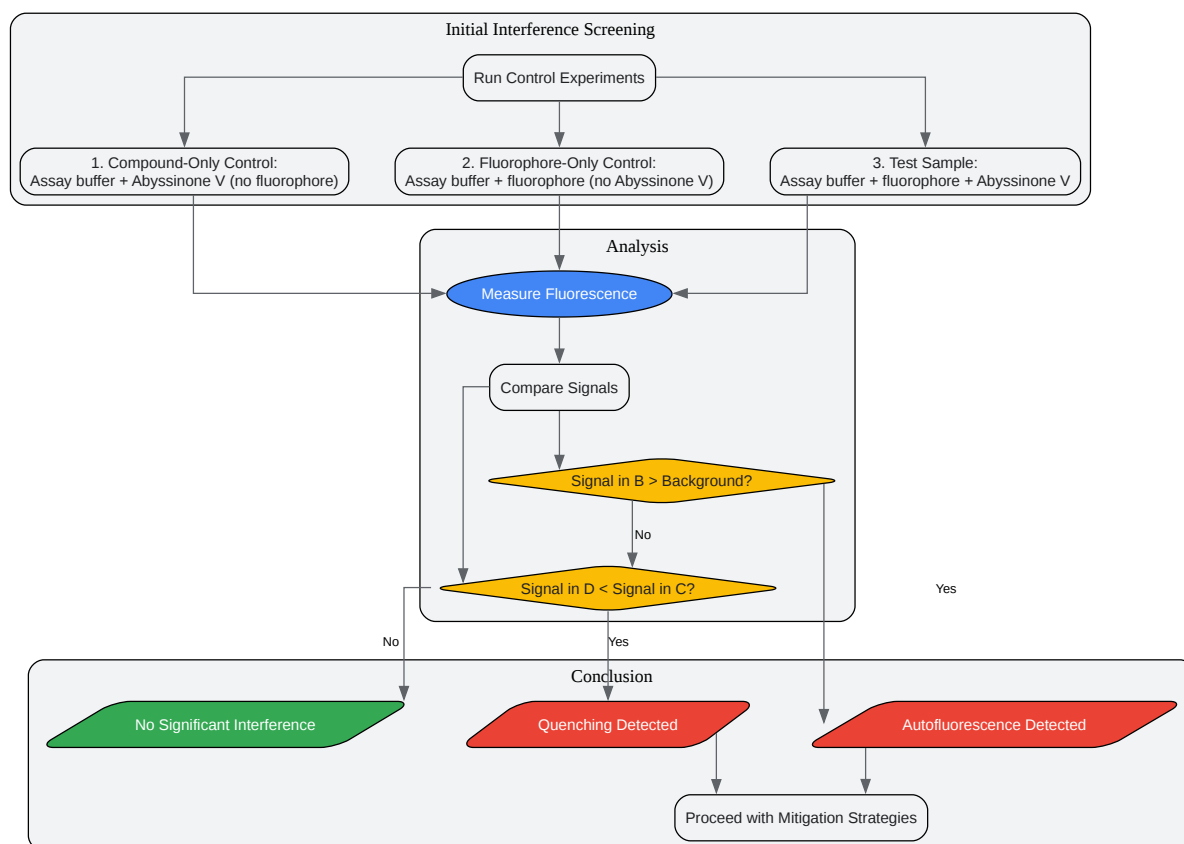 Initial Interference Screening
Run Control Experiments
1. Compound-Only Control:
Assay buffer + Abyssinone V (no fluorophore)
2. Fluorophore-Only Control:
Assay buffer + fluorophore (no Abyssinone V)
3. Test Sample:
Assay buffer + fluorophore + Abyssinone V
Analysis
Measure Fluorescence
Compare Signals
Signal in B > Background?
No
Signal in D < Signal in C?
Yes
No
Yes
Conclusion
No Significant Interference
Quenching Detected
Autofluorescence Detected
Proceed with Mitigation Strategies